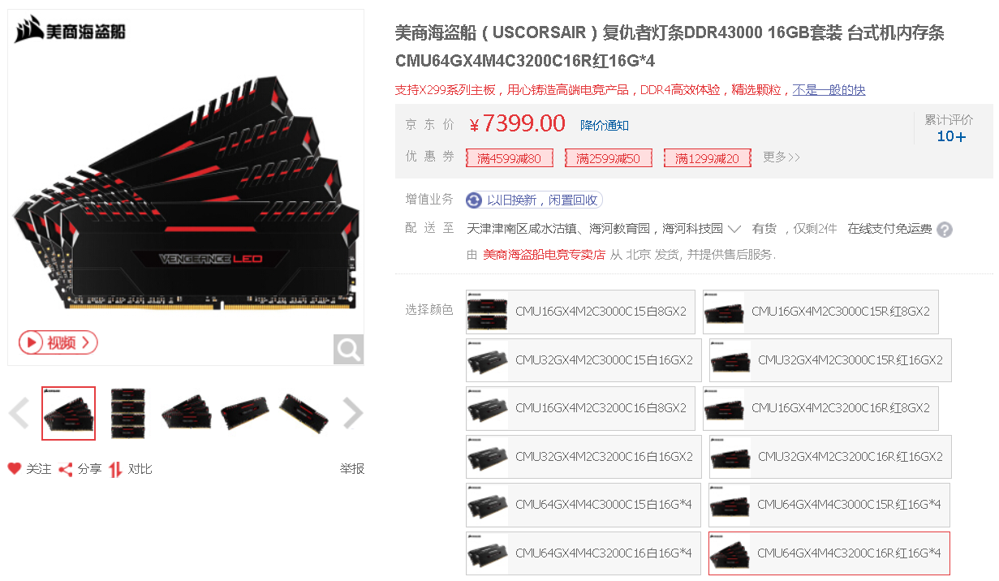 美商海盗船
VENGEANCE LED
视频
关注 分享 对比 举报
美商海盗船（USCORSAIR）复仇者灯条DDR43000 16GB套装 台式机内存条
CMU64GX4M4C3200C16R红16G*4
支持X299系列主板，用心铸造高端电竞产品，DDR4高效体验，精选颗粒，不是一般的快
京 东 价 ￥7399.00 降价通知
累计评价
10+
优 惠 券 满4599减80 满2599减50 满1299减20 更多>>
增值业务 以旧换新，闲置回收
配 送 至 天津津南区咸水沽镇、海河教育园，海河科技园 有货 ，仅剩2件 在线支付免运费 ?
由 美商海盗船电竞专卖店 从 北京 发货, 并提供售后服务.
选择颜色 CMU16GX4M2C3000C15白8GX2 CMU16GX4M2C3000C15R红8GX2
CMU32GX4M2C3000C15白16GX2 CMU32GX4M2C3000C15R红16GX2
CMU16GX4M2C3200C16白8GX2 CMU16GX4M2C3200C16R红8GX2
CMU32GX4M2C3200C16白16GX2 CMU32GX4M2C3200C16R红16GX2
CMU64GX4M4C3000C15白16G*4 CMU64GX4M4C3000C15R红16G*4
CMU64GX4M4C3200C16白16G*4 CMU64GX4M4C3200C16R红16G*4